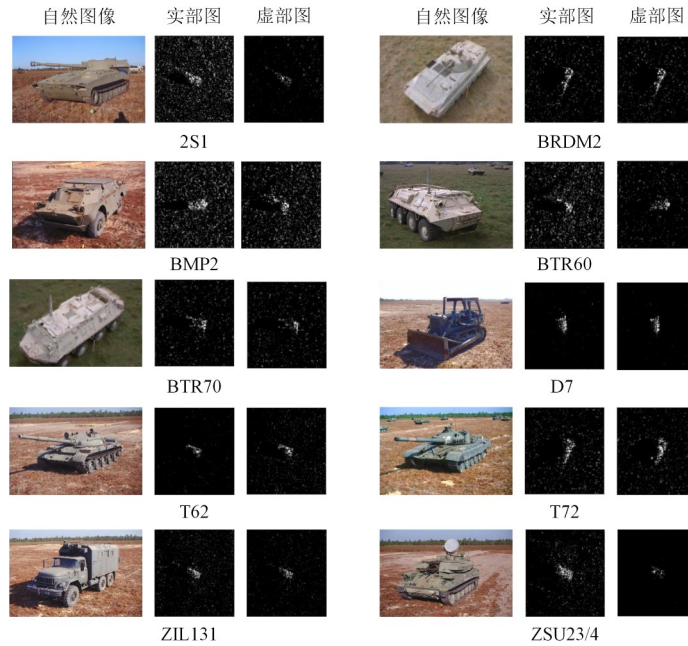 自然图像 实部图 虚部图 自然图像 实部图 虚部图
2S1 BRDM2
BMP2 BTR60
BTR70 D7
T62 T72
ZIL131 ZSU23/4